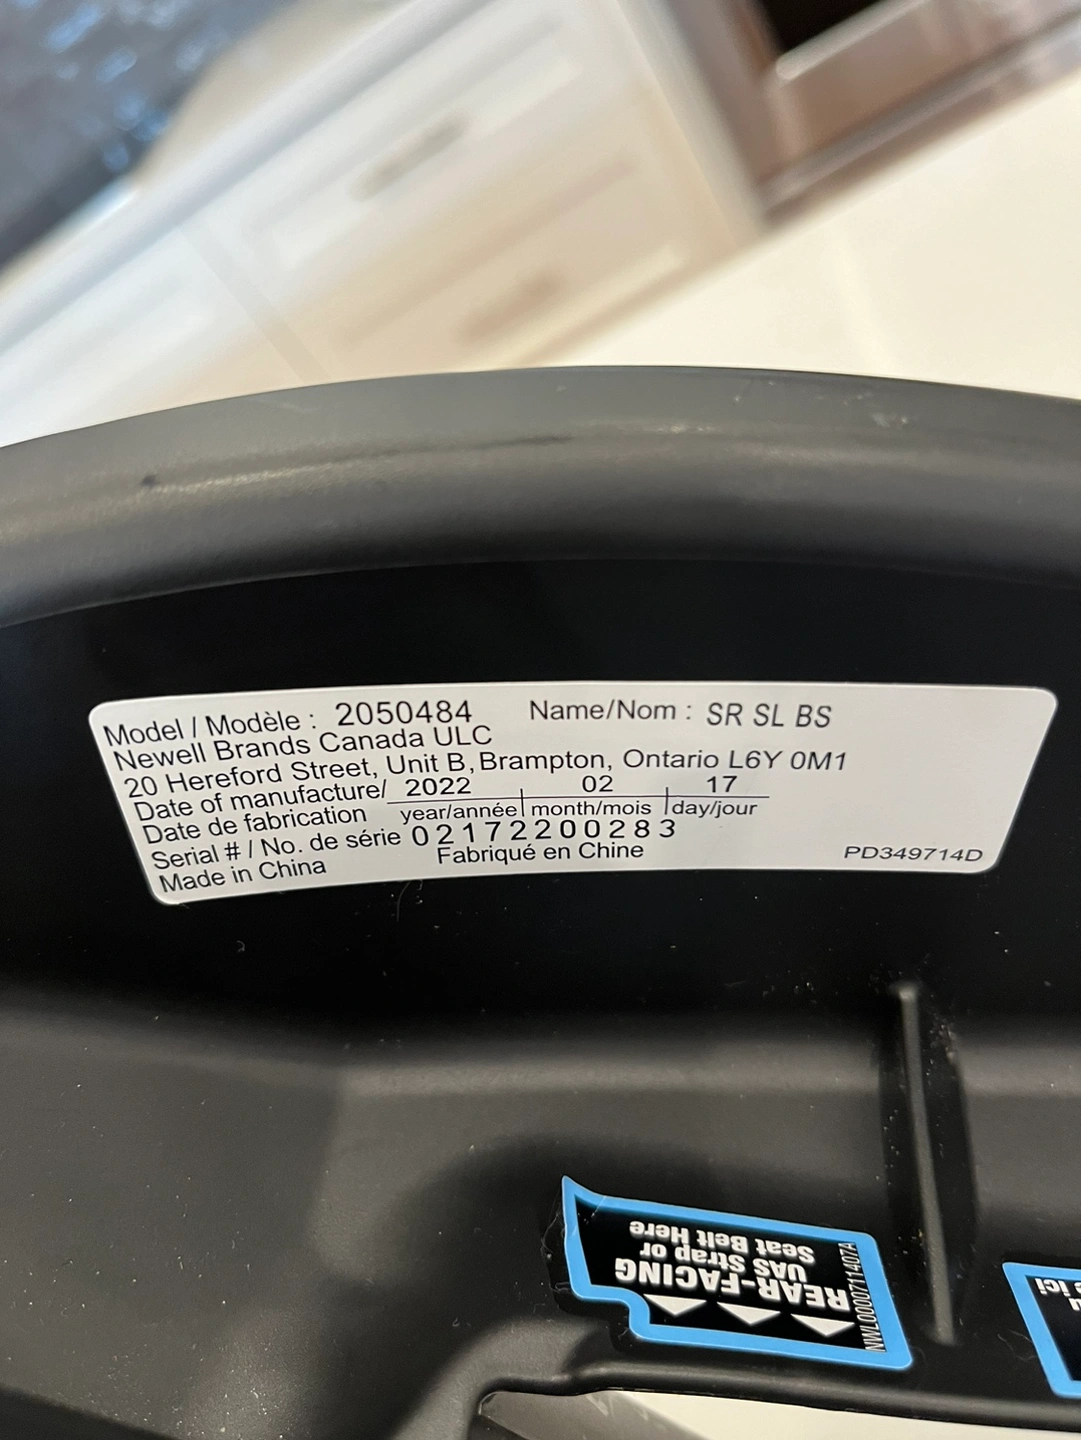 Model / Modèle : 2050484 Name/Nom : SR SL BS
Newell Brands Canada ULC
20 Hereford Street, Unit B, Brampton, Ontario L6Y 0M1
Date of manufacture/ 2022 02 17
Date de fabrication year/année month/mois day/jour
Serial # / No. de série 02172200283
Made in China Fabriqué en Chine PD349714D
REAR-FACING
UAS Strap or
Seat Belt Here
NWL0000711407A
ici